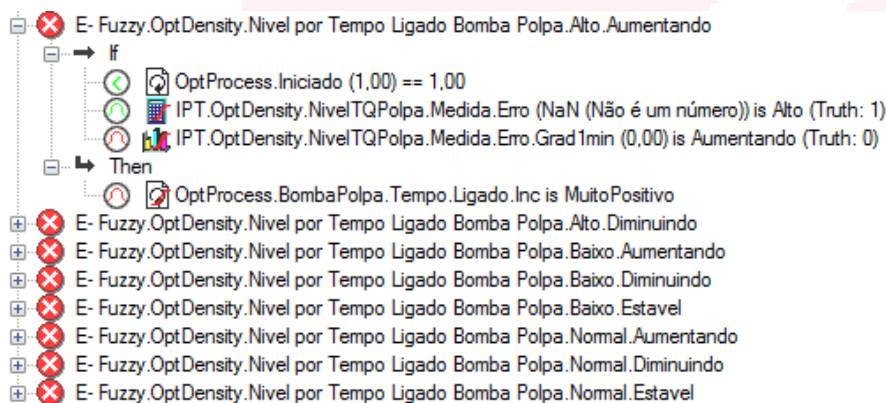 E- Fuzzy.OptDensity.Nivel por Tempo Ligado Bomba Polpa.Alto.Aumentando
If
OptProcess.Iniciado (1,00) == 1,00
IPT.OptDensity.NivelTQPolpa.Medida.Erro (NaN (Não é um número)) is Alto (Truth: 1)
IPT.OptDensity.NivelTQPolpa.Medida.Erro.Grad1min (0,00) is Aumentando (Truth: 0)
Then
OptProcess.BombaPolpa.Tempo.Ligado.Inc is MuitoPositivo
E- Fuzzy.OptDensity.Nivel por Tempo Ligado Bomba Polpa.Alto.Diminuindo
E- Fuzzy.OptDensity.Nivel por Tempo Ligado Bomba Polpa.Baixo.Aumentando
E- Fuzzy.OptDensity.Nivel por Tempo Ligado Bomba Polpa.Baixo.Diminuindo
E- Fuzzy.OptDensity.Nivel por Tempo Ligado Bomba Polpa.Baixo.Estavel
E- Fuzzy.OptDensity.Nivel por Tempo Ligado Bomba Polpa.Normal.Aumentando
E- Fuzzy.OptDensity.Nivel por Tempo Ligado Bomba Polpa.Normal.Diminuindo
E- Fuzzy.OptDensity.Nivel por Tempo Ligado Bomba Polpa.Normal.Estavel